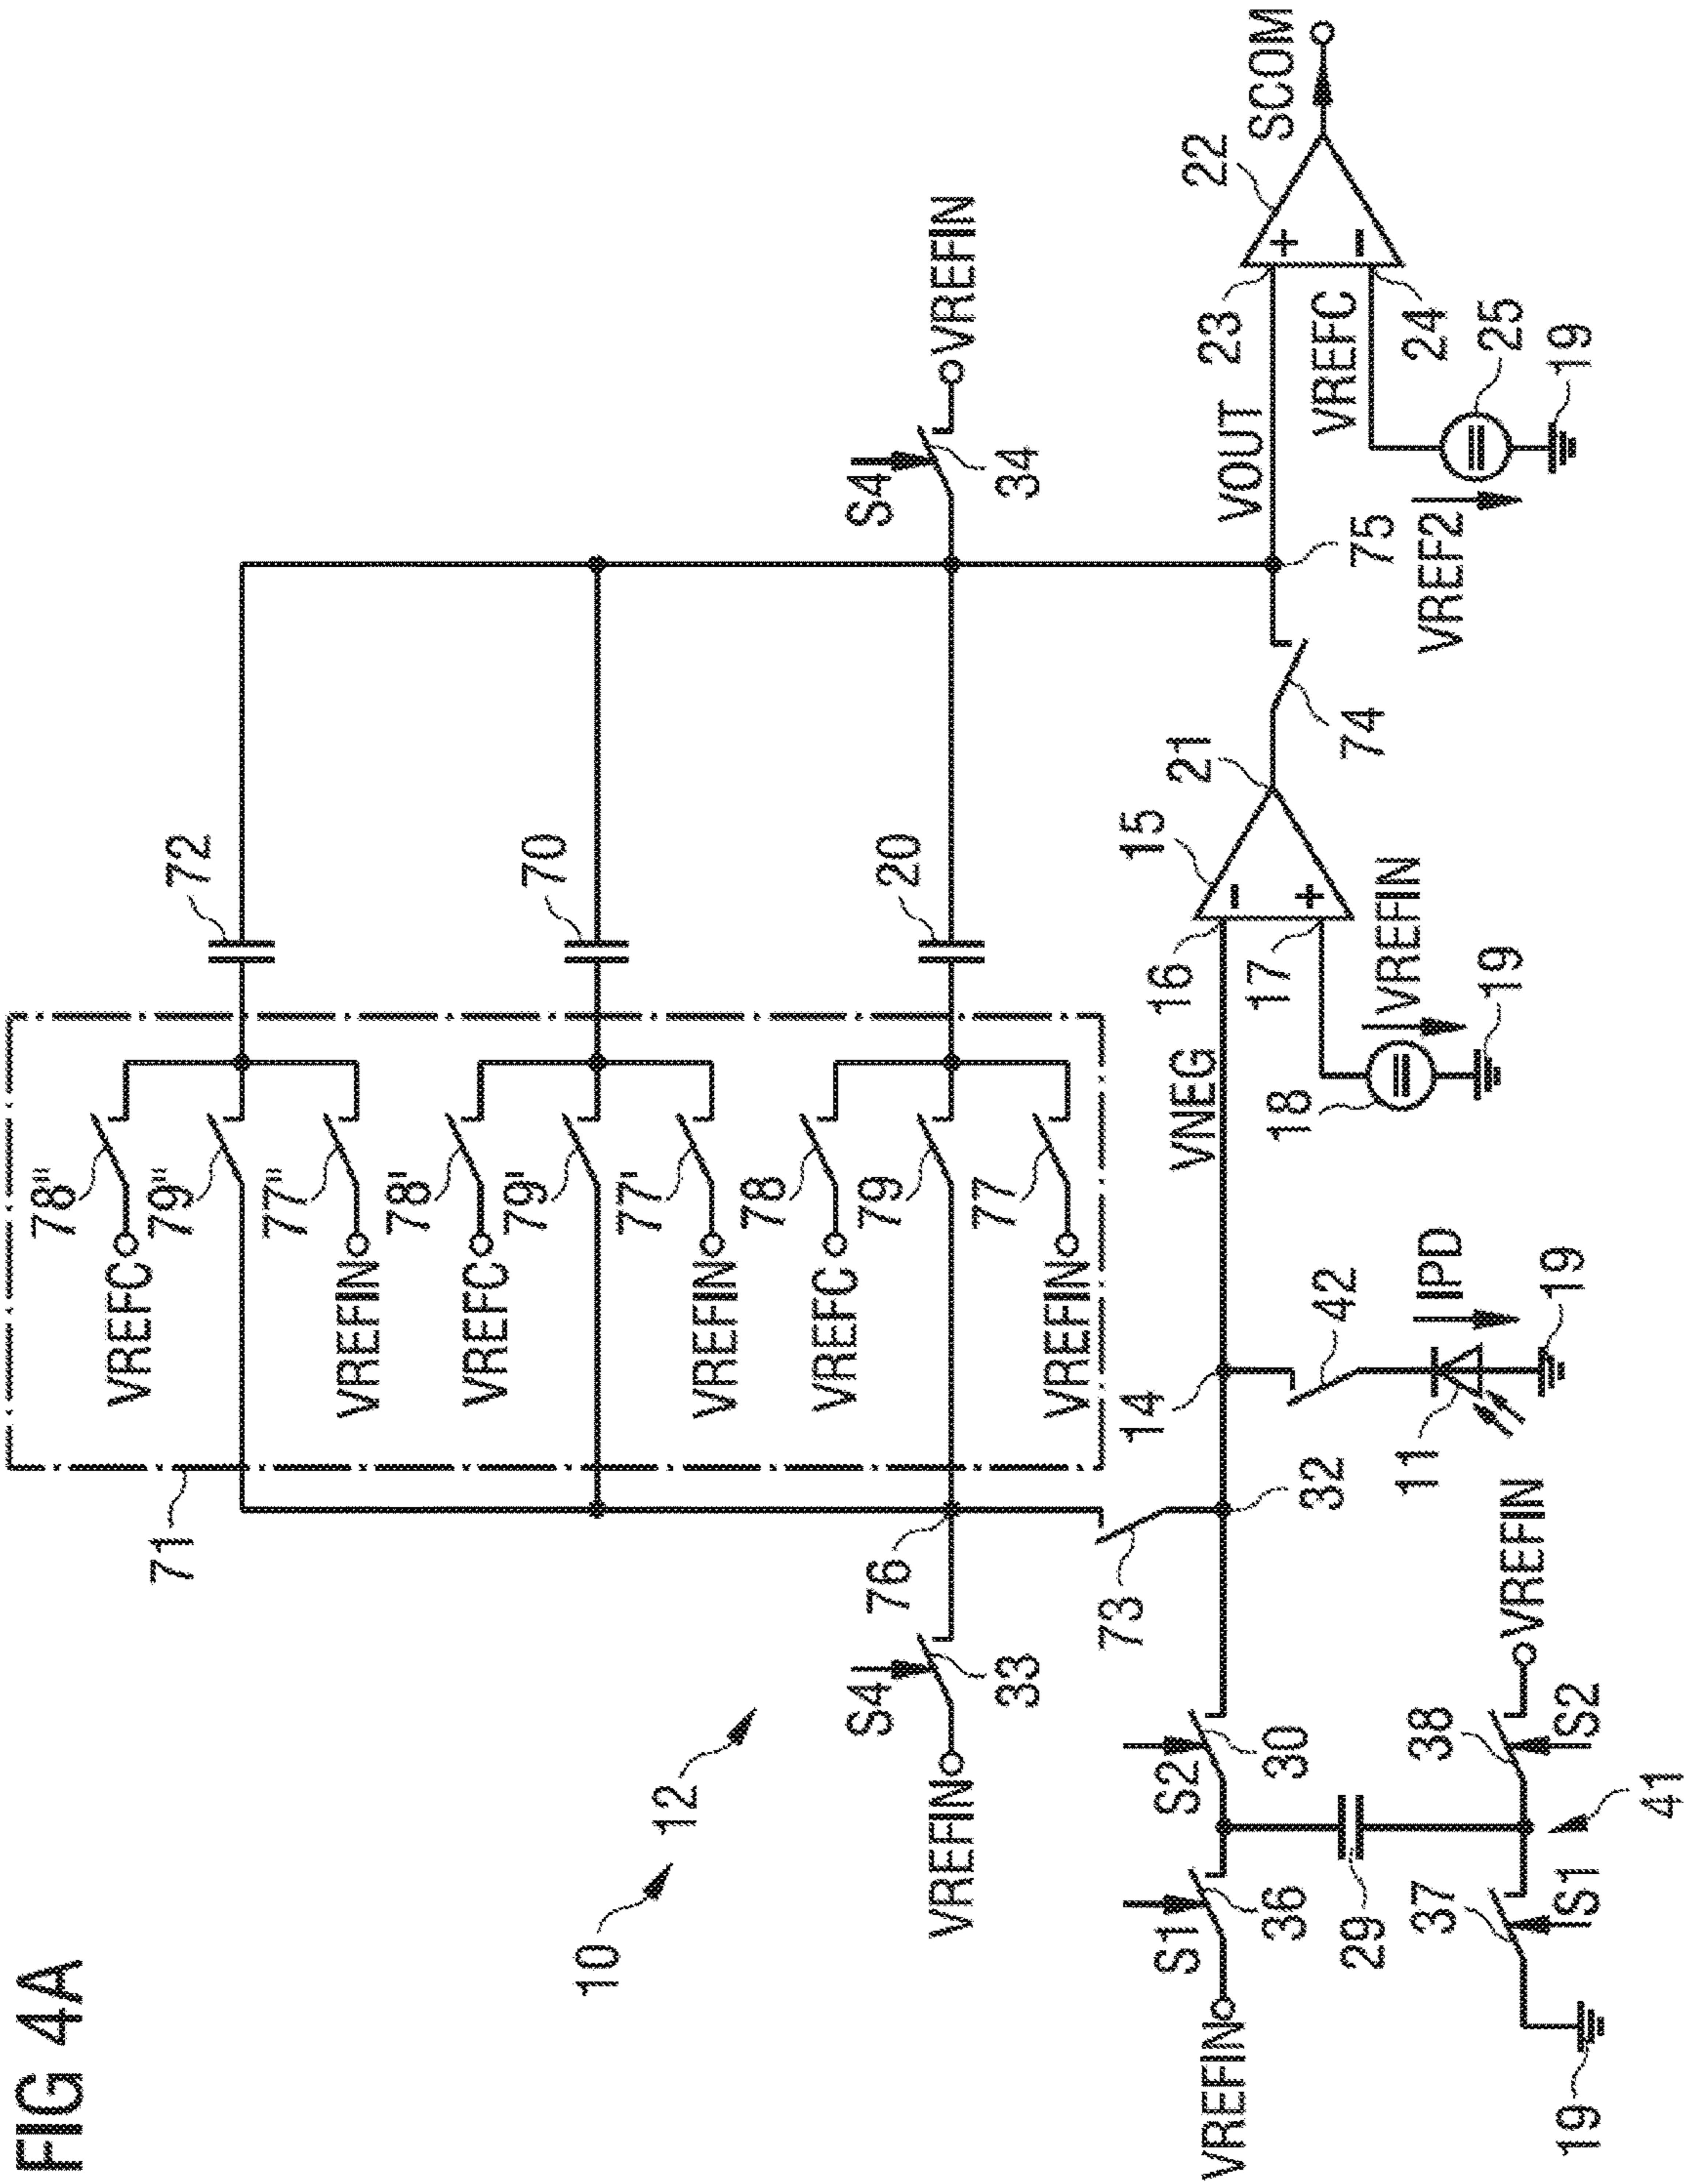 FIG 4A
78"
VREFC
71
79"
72
77"
VREFIN
78'
VREFC
79'
70
10
77'
12
VREFIN
78
VREFC
S4
76
79
20
S4
VREFIN
VREFIN
77
33
34
VREFIN
73
14
15
S1
S2
16
21
VNEG
22
VREFIN
VOUT
23
SCOM
17
36
30
18
32
42
VREFC
29
74
75
VREFIN
11
24
37
38
IPD
VREF2
19
25
VREFIN
19
19
S1
S2
19
41